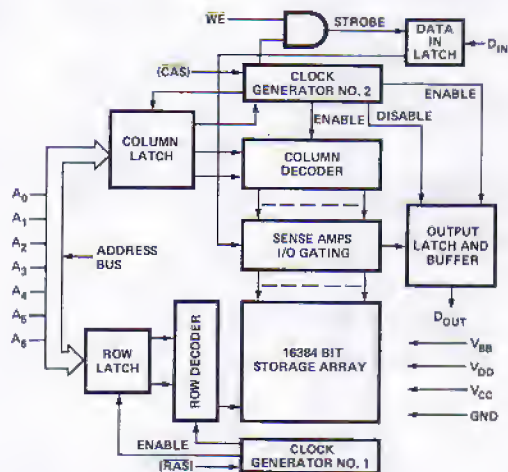 WE
STROBE
DATA
IN
LATCH
D_IN
(CAS)
CLOCK
GENERATOR NO. 2
ENABLE
ENABLE
DISABLE
COLUMN
LATCH
COLUMN
DECODER
A0
A1
A2
A3
A4
A5
A6
ADDRESS
BUS
SENSE AMPS
I/O GATING
OUTPUT
LATCH AND
BUFFER
DOUT
ROW
LATCH
ROW DECODER
16384 BIT
STORAGE ARRAY
VBB
VDD
VCC
GND
ENABLE
(RAS)
CLOCK
GENERATOR NO. 1